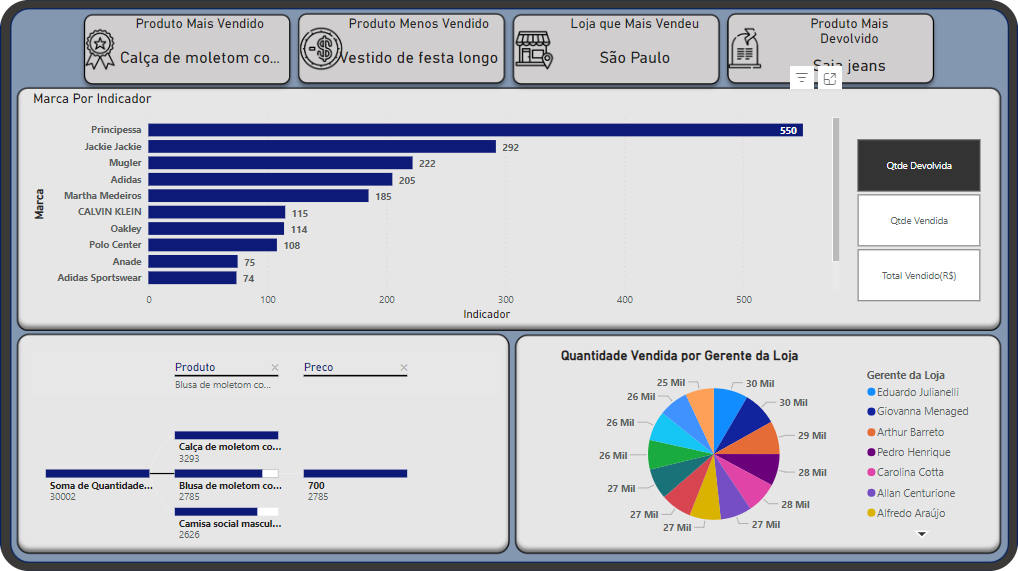 Produto Mais Vendido
Calça de moletom co...
Produto Menos Vendido
Vestido de festa longo
Loja que Mais Vendeu
São Paulo
Produto Mais
Devolvido
Saia jeans
Marca Por Indicador
Marca
Principessa
550
Jackie Jackie
292
Mugler
222
Adidas
205
Martha Medeiros
185
CALVIN KLEIN
115
Oakley
114
Polo Center
108
Anade
75
Adidas Sportswear
74
0
100
200
300
400
500
Indicador
Qtde Devolvida
Qtde Vendida
Total Vendido(R$)
Produto
Blusa de moletom co...
Preco
Soma de Quantidade...
30002
Calça de moletom co...
3293
Blusa de moletom co...
2785
Camisa social mascul...
2626
700
2785
Quantidade Vendida por Gerente da Loja
30 Mil
30 Mil
29 Mil
28 Mil
28 Mil
27 Mil
27 Mil
27 Mil
27 Mil
26 Mil
26 Mil
26 Mil
25 Mil
Gerente da Loja
Eduardo Julianelli
Giovanna Menaged
Arthur Barreto
Pedro Henrique
Carolina Cotta
Allan Centurione
Alfredo Araújo